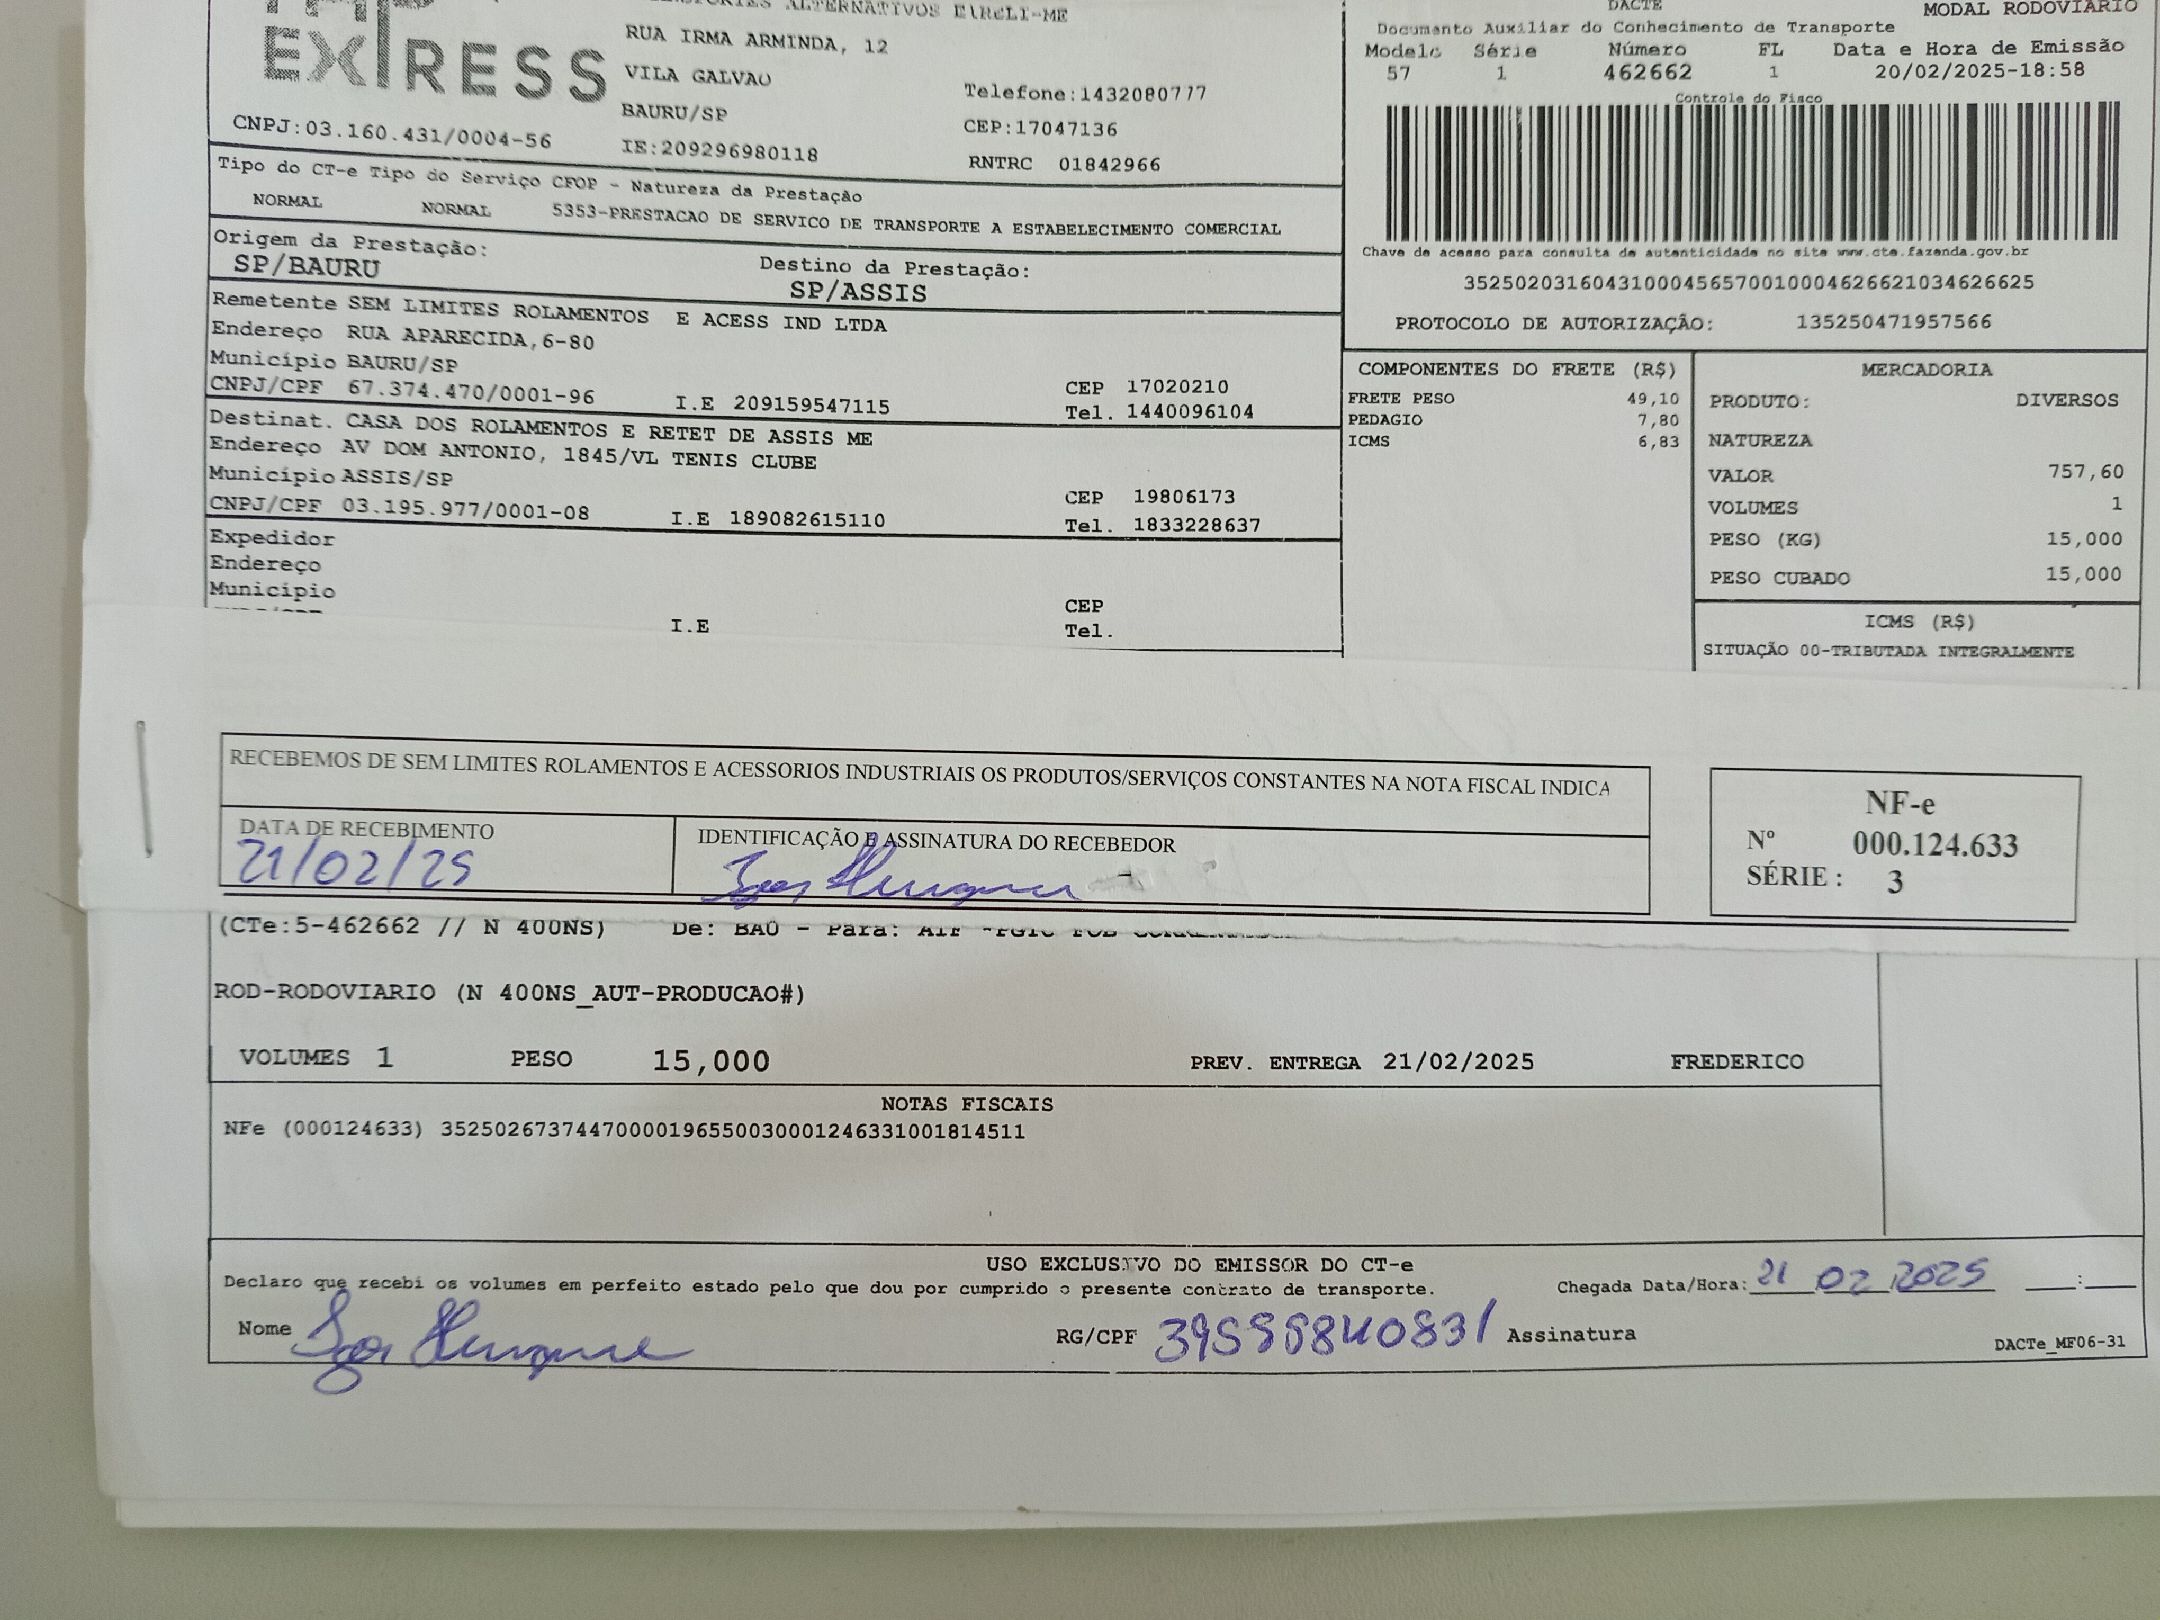 EXPRESS
ALTERNATIVOS EIRELI-ME
RUA IRMA ARMINDA, 12
VILA GALVAO
BAURU/SP
Telefone:1432080777
CEP:17047136
CNPJ:03.160.431/0004-56
IE:209296980118
RNTRC 01842966
DACTE
MODAL RODOVIARIO
Documento Auxiliar do Conhecimento de Transporte
Modelo Série Número FL Data e Hora de Emissão
57 1 462662 1 20/02/2025-18:58
Controle do Fisco
Chave de acesso para consulta de autenticidade no site www.cte.fazenda.gov.br
35250203160431000456570010004626621034626625
PROTOCOLO DE AUTORIZAÇÃO: 135250471957566
Tipo do CT-e Tipo do Serviço CFOP - Natureza da Prestação
NORMAL NORMAL 5353-PRESTACAO DE SERVICO DE TRANSPORTE A ESTABELECIMENTO COMERCIAL
Origem da Prestação:
SP/BAURU
Destino da Prestação:
SP/ASSIS
Remetente SEM LIMITES ROLAMENTOS E ACESS IND LTDA
Endereço RUA APARECIDA,6-80
Município BAURU/SP
CEP 17020210
CNPJ/CPF 67.374.470/0001-96 I.E 209159547115 Tel. 1440096104
Destinat. CASA DOS ROLAMENTOS E RETET DE ASSIS ME
Endereço AV DOM ANTONIO, 1845/VL TENIS CLUBE
Município ASSIS/SP
CEP 19806173
CNPJ/CPF 03.195.977/0001-08 I.E 189082615110 Tel. 1833228637
Expedidor
Endereço
Município
CEP
I.E Tel.
COMPONENTES DO FRETE (R$)
FRETE PESO 49,10
PEDAGIO 7,80
ICMS 6,83
MERCADORIA
PRODUTO: DIVERSOS
NATUREZA
VALOR 757,60
VOLUMES 1
PESO (KG) 15,000
PESO CUBADO 15,000
ICMS (R$)
SITUAÇÃO 00-TRIBUTADA INTEGRALMENTE
RECEBEMOS DE SEM LIMITES ROLAMENTOS E ACESSORIOS INDUSTRIAIS OS PRODUTOS/SERVIÇOS CONSTANTES NA NOTA FISCAL INDICA
DATA DE RECEBIMENTO
21/02/25
IDENTIFICAÇÃO E ASSINATURA DO RECEBEDOR
NF-e
Nº 000.124.633
SÉRIE : 3
(CTe:5-462662 // N 400NS) De: BAU - Para:
ROD-RODOVIARIO (N 400NS_AUT-PRODUCAO#)
VOLUMES 1 PESO 15,000 PREV. ENTREGA 21/02/2025 FREDERICO
NOTAS FISCAIS
NFe (000124633) 35250267374470000196550030001246331001814511
USO EXCLUSIVO DO EMISSOR DO CT-e
Declaro que recebi os volumes em perfeito estado pelo que dou por cumprido o presente contrato de transporte.
Chegada Data/Hora: 21 02 2025 __:__
Nome Igor Henrique RG/CPF Assinatura
DACTe_MF06-31